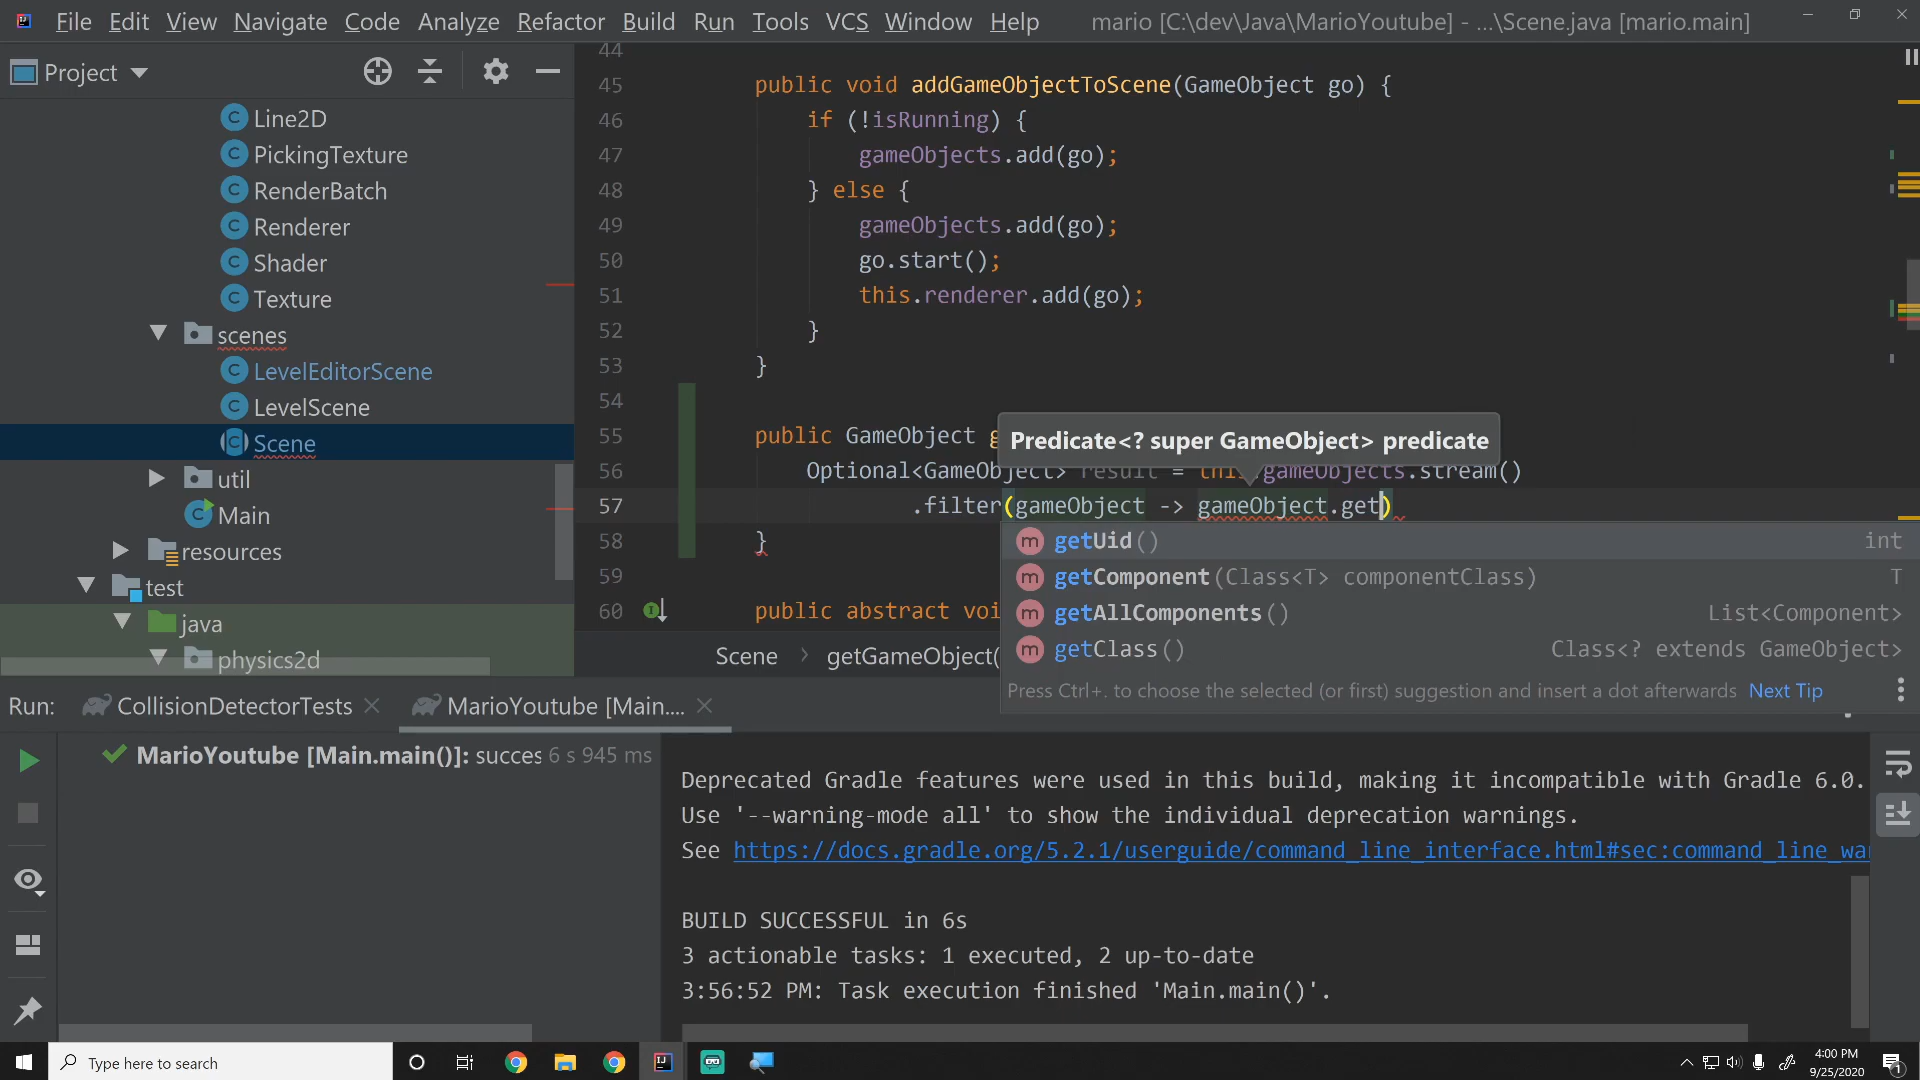 File Edit View Navigate Code Analyze Refactor Build Run Tools VCS Window Help mario [C:\dev\Java\MarioYoutube] - ...\Scene.java [mario.main]
Project
Line2D
PickingTexture
RenderBatch
Renderer
Shader
Texture
scenes
LevelEditorScene
LevelScene
Scene
util
Main
resources
test
java
physics2d
44
45 public void addGameObjectToScene(GameObject go) {
46 if (!isRunning) {
47 gameObjects.add(go);
48 } else {
49 gameObjects.add(go);
50 go.start();
51 this.renderer.add(go);
52 }
53 }
54
55 public GameObject g
Predicate<? super GameObject> predicate
56 Optional<GameObject> result = this.gameObjects.stream()
57 .filter(gameObject -> gameObject.get)
58 }
59
60 public abstract voi
getUid() int
getComponent(Class<T> componentClass) T
getAllComponents() List<Component>
getClass() Class<? extends GameObject>
Press Ctrl+. to choose the selected (or first) suggestion and insert a dot afterwards Next Tip
Scene > getGameObject(
Run: CollisionDetectorTests MarioYoutube [Main....
MarioYoutube [Main.main()]: succes 6 s 945 ms
Deprecated Gradle features were used in this build, making it incompatible with Gradle 6.0.
Use '--warning-mode all' to show the individual deprecation warnings.
See https://docs.gradle.org/5.2.1/userguide/command_line_interface.html#sec:command_line_wa
BUILD SUCCESSFUL in 6s
3 actionable tasks: 1 executed, 2 up-to-date
3:56:52 PM: Task execution finished 'Main.main()'.
Type here to search
4:00 PM
9/25/2020
1